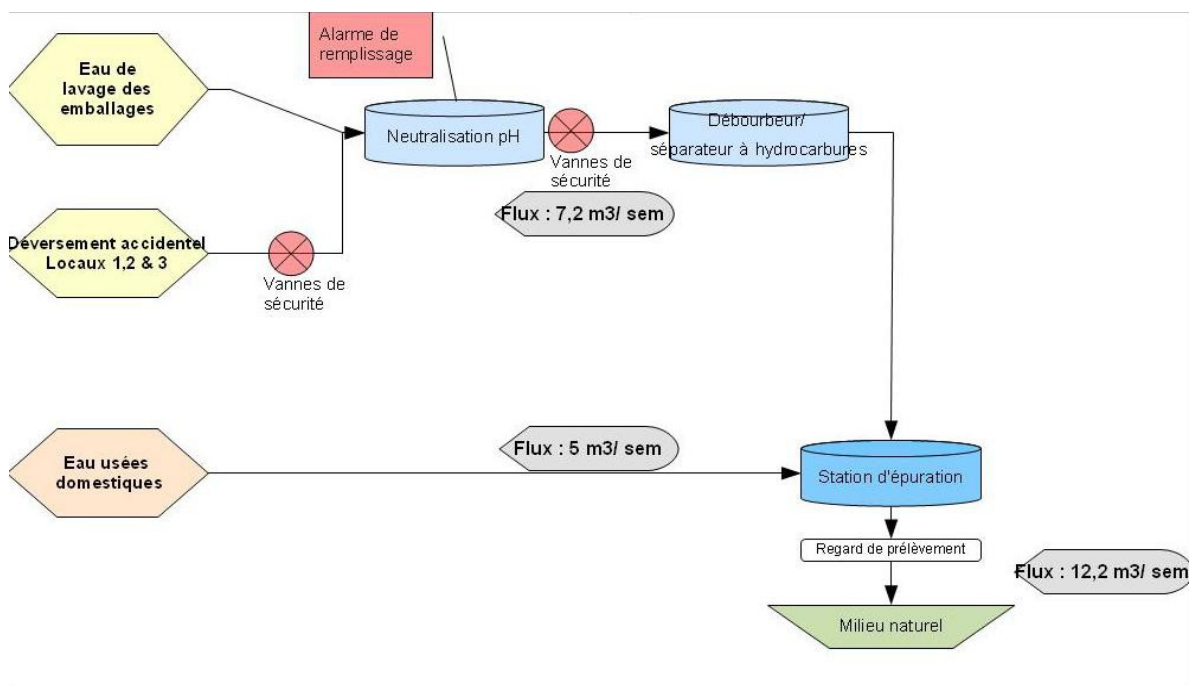 Alarme de
remplissage
Eau de
lavage des
emballages
Neutralisation pH
Débourbeur/
séparateur à hydrocarbures
Vannes de
sécurité
Flux : 7,2 m3/ sem
Déversement accidentel
Locaux 1,2 & 3
Vannes de
sécurité
Flux : 5 m3/ sem
Eau usées
domestiques
Station d'épuration
Regard de prélèvement
Flux : 12,2 m3/ sem
Milieu naturel